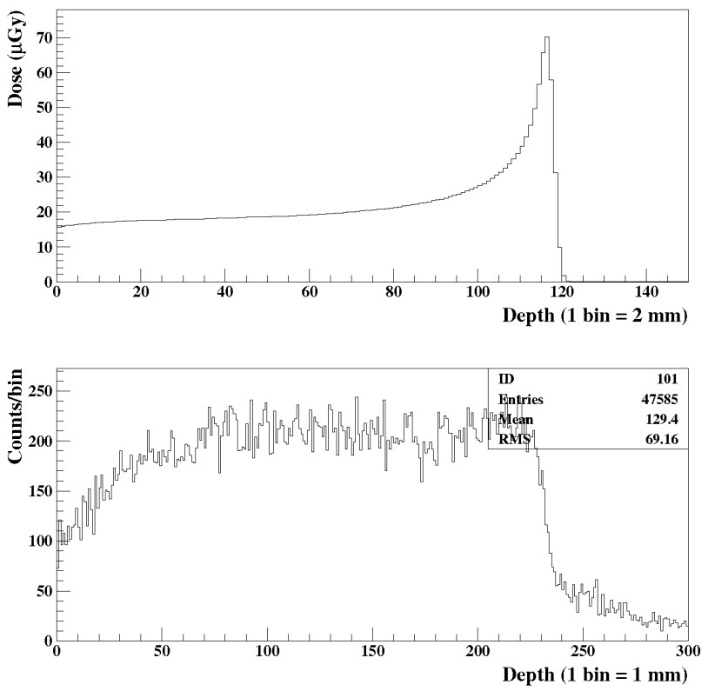 Dose (μGy)
70
60
50
40
30
20
10
0
0 20 40 60 80 100 120 140
Depth (1 bin = 2 mm)
Counts/bin
250
200
150
100
50
0
ID 101
Entries 47585
Mean 129.4
RMS 69.16
0 50 100 150 200 250 300
Depth (1 bin = 1 mm)